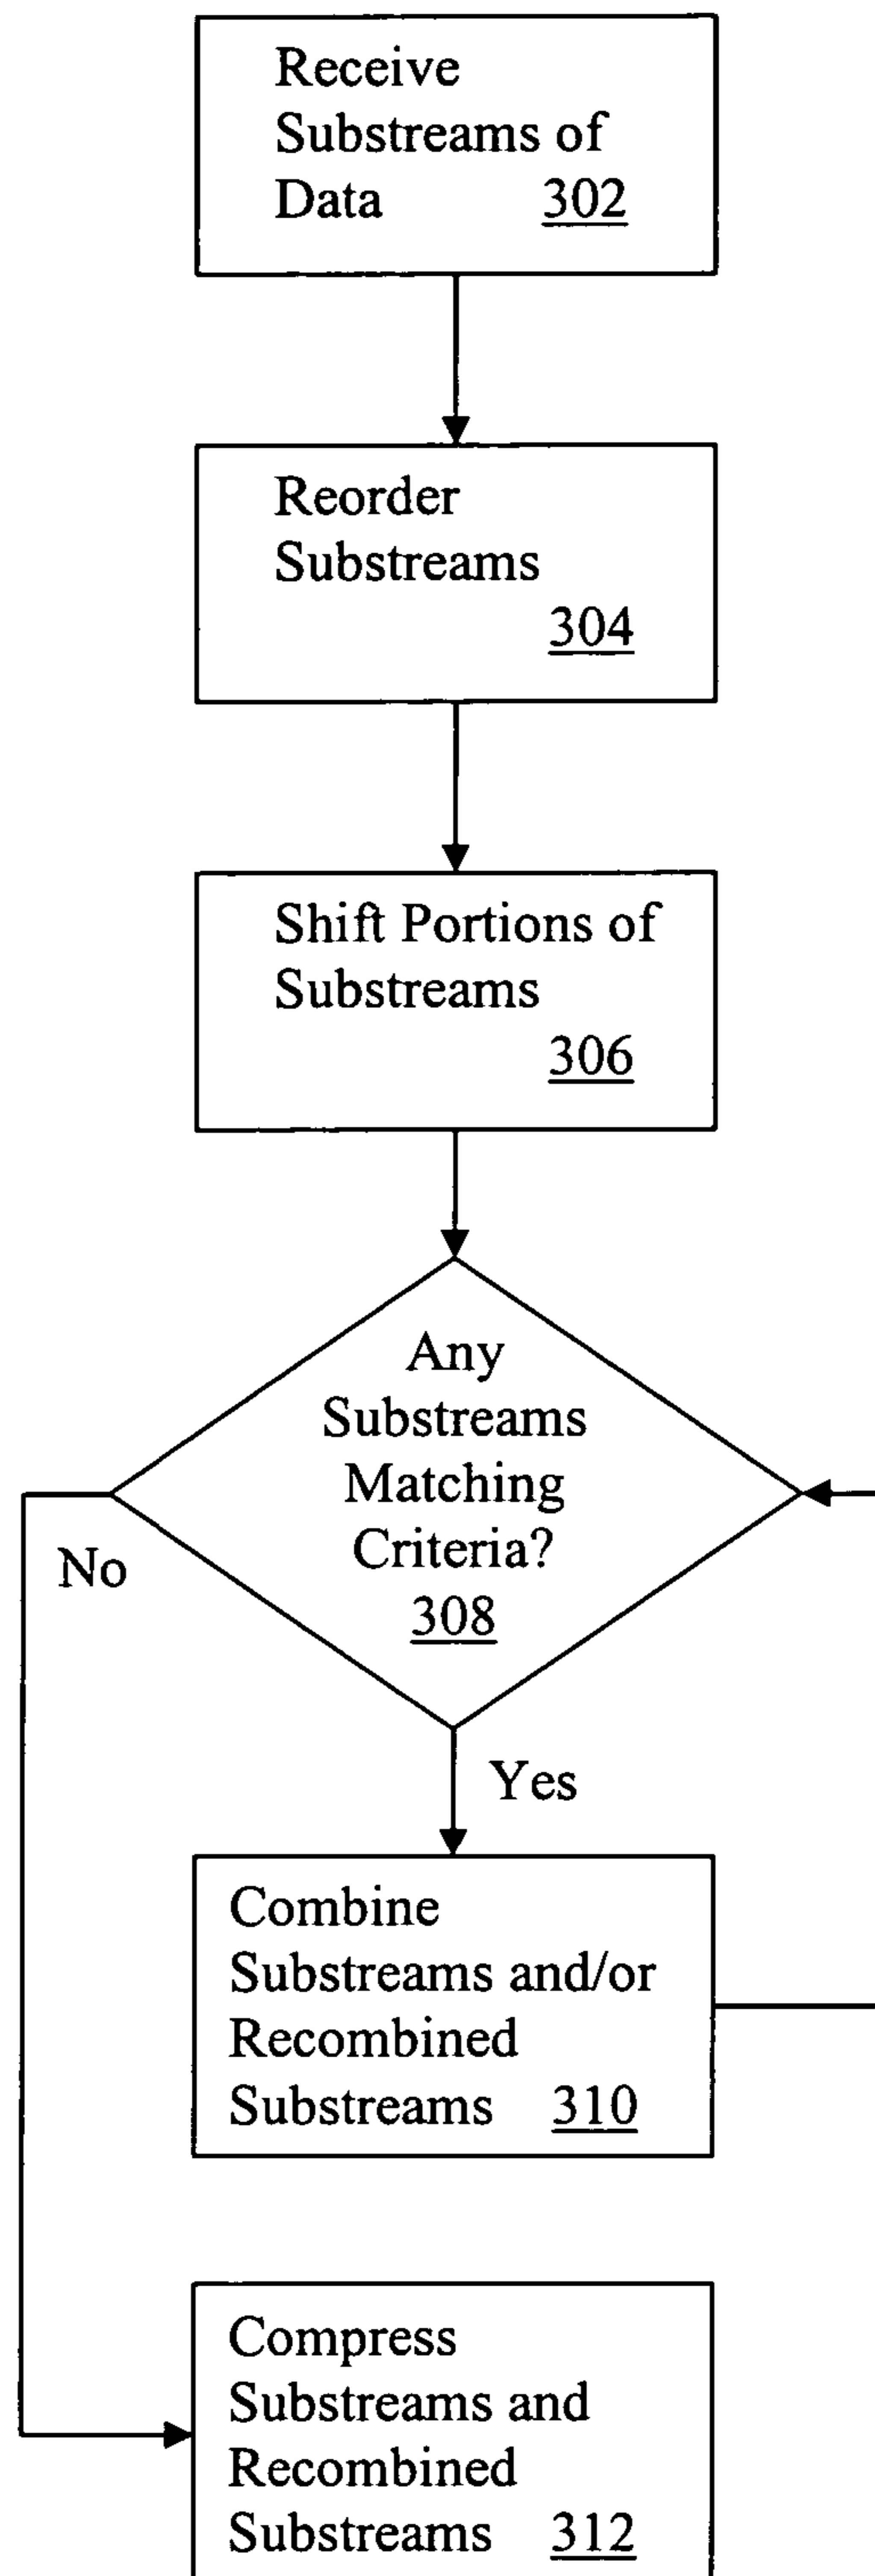 Receive
Substreams of
Data 302
Reorder
Substreams
304
Shift Portions of
Substreams
306
Any
Substreams
Matching
Criteria?
308
No
Yes
Combine
Substreams and/or
Recombined
Substreams 310
Compress
Substreams and
Recombined
Substreams 312